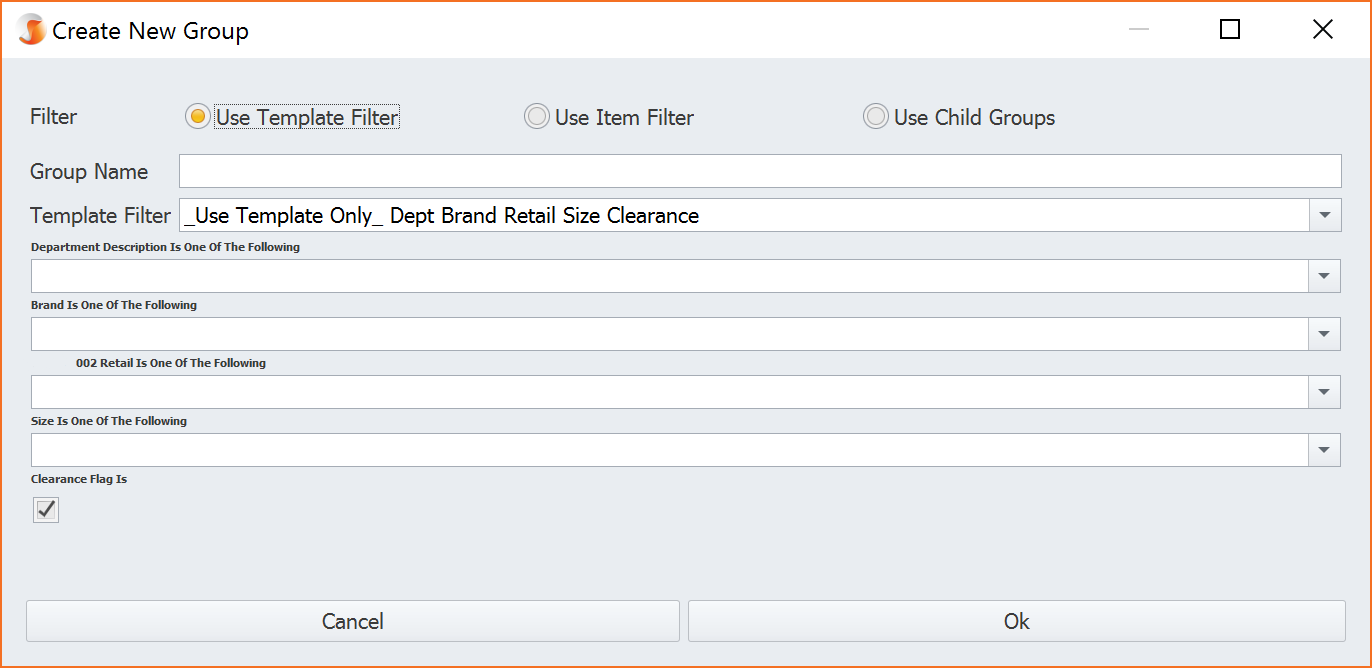 Create New Group
Filter Use Template Filter Use Item Filter Use Child Groups
Group Name
Template Filter _Use Template Only_ Dept Brand Retail Size Clearance
Department Description Is One Of The Following
Brand Is One Of The Following
002 Retail Is One Of The Following
Size Is One Of The Following
Clearance Flag Is
Cancel Ok